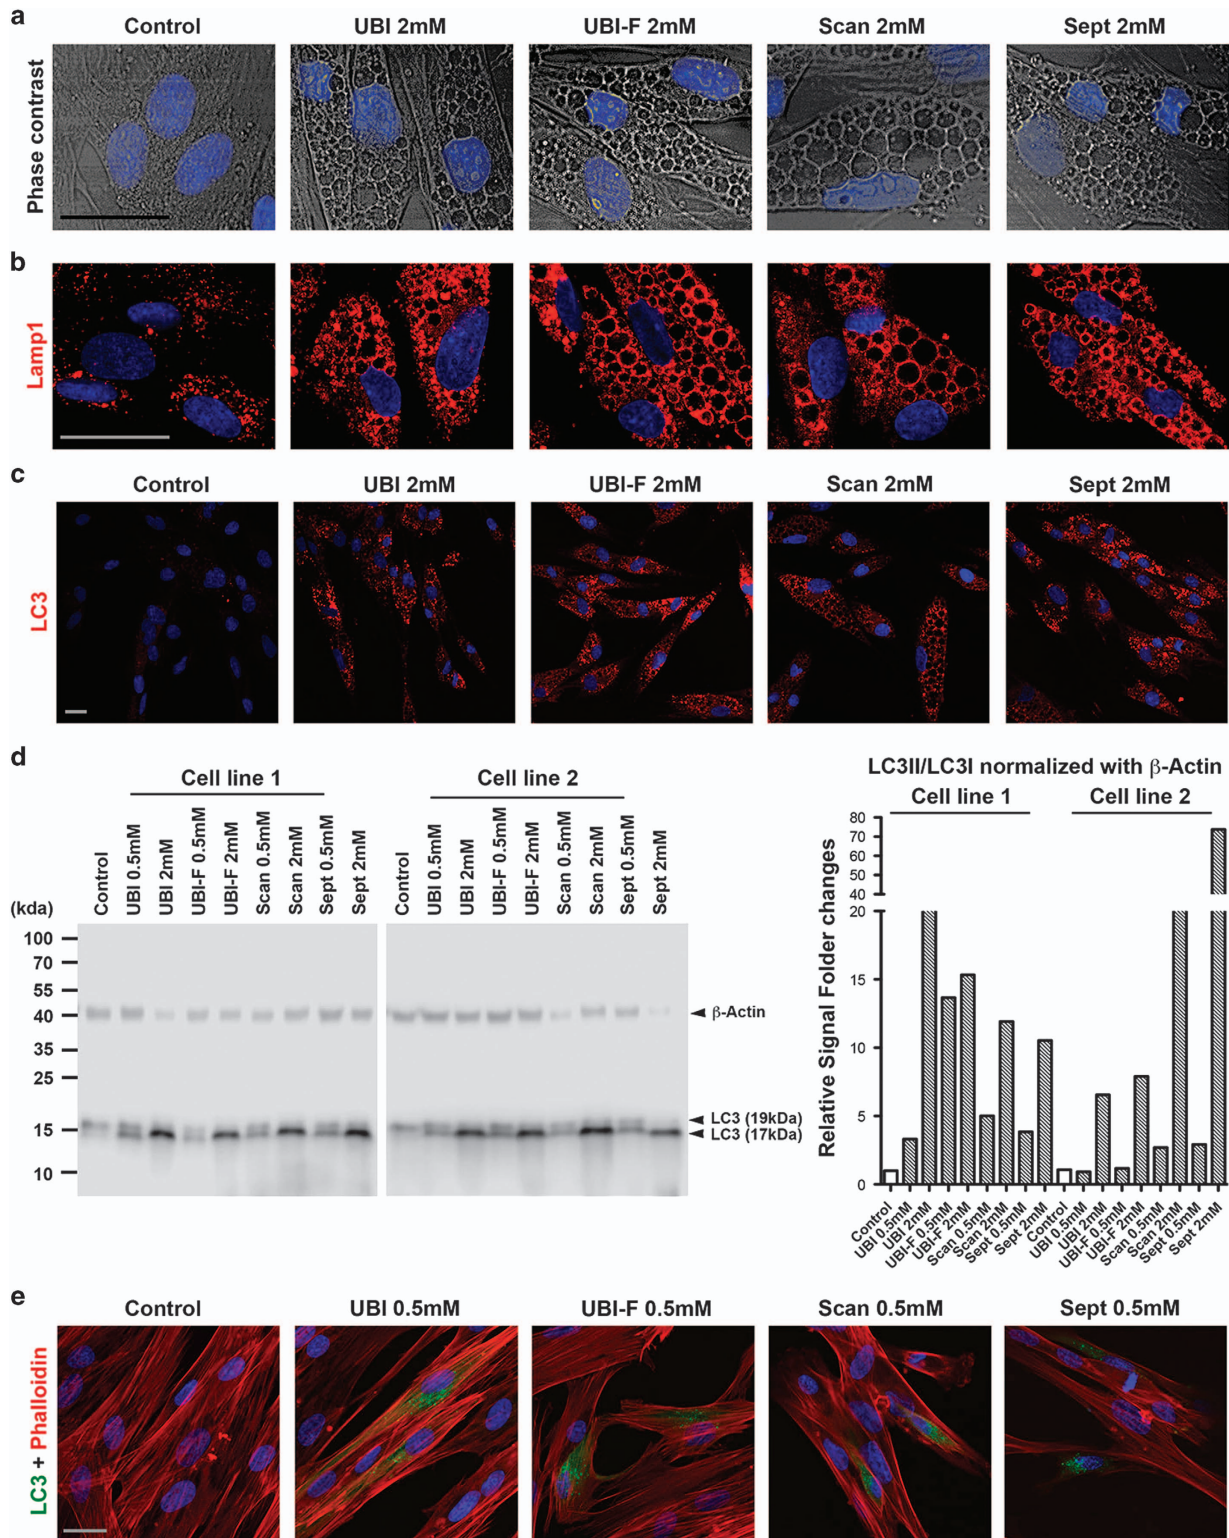 a
Control
UBI 2mM
UBI-F 2mM
Scan 2mM
Sept 2mM
Phase contrast
b
Lamp1
c
Control
UBI 2mM
UBI-F 2mM
Scan 2mM
Sept 2mM
LC3
d
Cell line 1
Cell line 2
(kda)
Control
UBI 0.5mM
UBI 2mM
UBI-F 0.5mM
UBI-F 2mM
Scan 0.5mM
Scan 2mM
Sept 0.5mM
Sept 2mM
Control
UBI 0.5mM
UBI 2mM
UBI-F 0.5mM
UBI-F 2mM
Scan 0.5mM
Scan 2mM
Sept 0.5mM
Sept 2mM
100
70
55
40
35
25
15
10
β-Actin
LC3 (19kDa)
LC3 (17kDa)
LC3II/LC3I normalized with β-Actin
Cell line 1
Cell line 2
Relative Signal Folder changes
80
70
60
50
40
20
15
10
5
0
Control
UBI 0.5mM
UBI 2mM
UBI-F 0.5mM
UBI-F 2mM
Scan 0.5mM
Scan 2mM
Sept 0.5mM
Sept 2mM
Control
UBI 0.5mM
UBI 2mM
UBI-F 0.5mM
UBI-F 2mM
Scan 0.5mM
Scan 2mM
Sept 0.5mM
Sept 2mM
e
Control
UBI 0.5mM
UBI-F 0.5mM
Scan 0.5mM
Sept 0.5mM
LC3 + Phalloidin